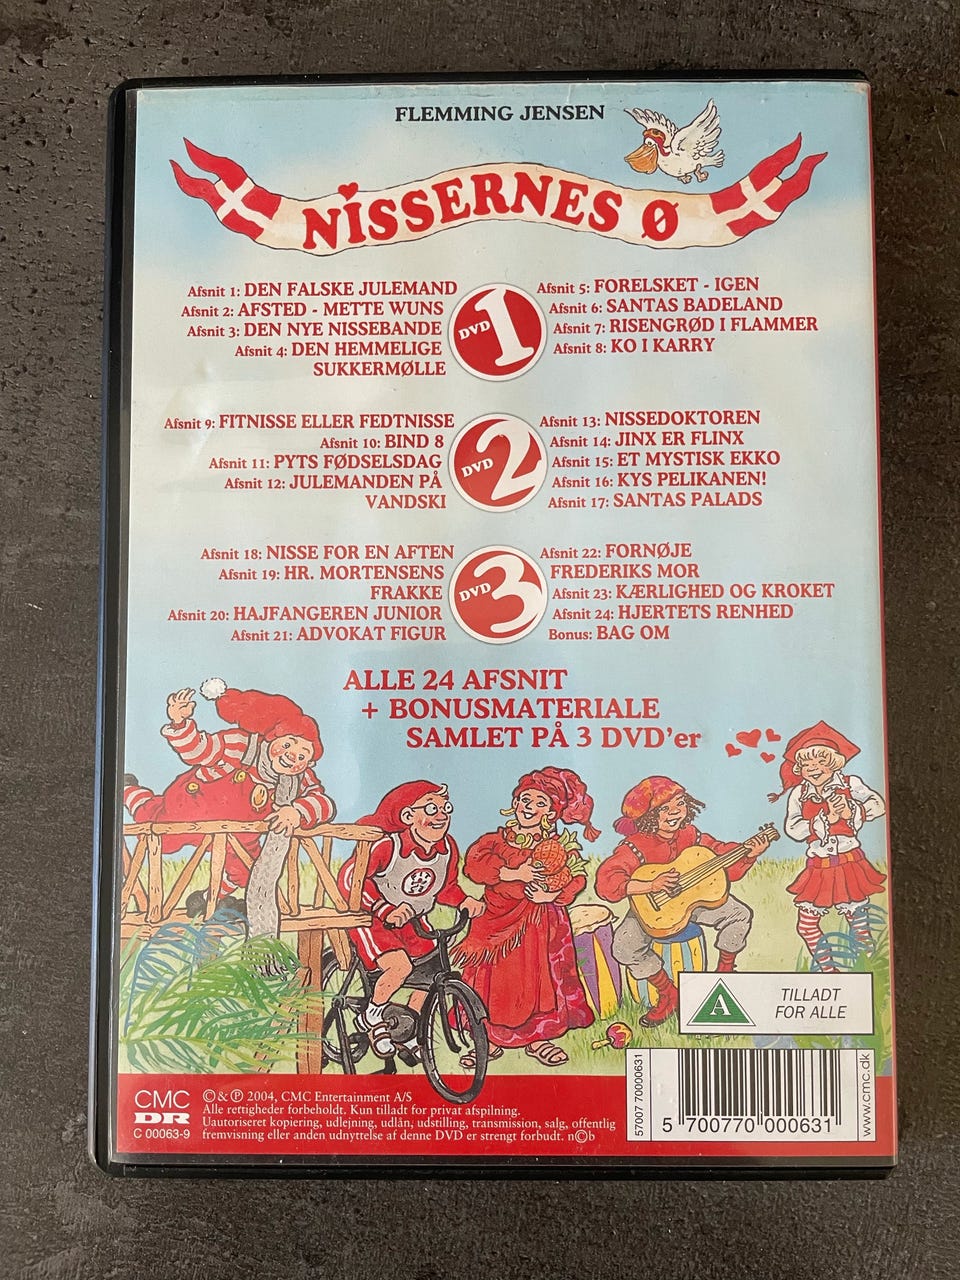 FLEMMING JENSEN
NISSERNES Ø
Afsnit 1: DEN FALSKE JULEMAND
Afsnit 2: AFSTED - METTE WUNS
Afsnit 3: DEN NYE NISSEBANDE
Afsnit 4: DEN HEMMELIGE
SUKKERMØLLE
DVD 1
Afsnit 5: FORELSKET - IGEN
Afsnit 6: SANTAS BADELAND
Afsnit 7: RISENGRØD I FLAMMER
Afsnit 8: KO I KARRY
Afsnit 9: FITNISSE ELLER FEDTNISSE
Afsnit 10: BIND 8
Afsnit 11: PYTS FØDSELSDAG
Afsnit 12: JULEMANDEN PÅ
VANDSKI
DVD 2
Afsnit 13: NISSEDOKTOREN
Afsnit 14: JINX ER FLINX
Afsnit 15: ET MYSTISK EKKO
Afsnit 16: KYS PELIKANEN!
Afsnit 17: SANTAS PALADS
Afsnit 18: NISSE FOR EN AFTEN
Afsnit 19: HR. MORTENSENS
FRAKKE
Afsnit 20: HAJFANGEREN JUNIOR
Afsnit 21: ADVOKAT FIGUR
DVD 3
Afsnit 22: FORNØJE
FREDERIKS MOR
Afsnit 23: KÆRLIGHED OG KROKET
Afsnit 24: HJERTETS RENHED
Bonus: BAG OM
ALLE 24 AFSNIT
+ BONUSMATERIALE
SAMLET PÅ 3 DVD'er
A
TILLADT
FOR ALLE
CMC
DR
C 00063-9
© & ℗ 2004, CMC Entertainment A/S
Alle rettigheder forbeholdt. Kun tilladt for privat afspilning.
Uautoriseret kopiering, udlejning, udlån, udstilling, transmission, salg, offentlig
fremvisning eller anden udnyttelse af denne DVD er strengt forbudt. n©b
57007 70000631
5 700770 000631
www.cmc.dk